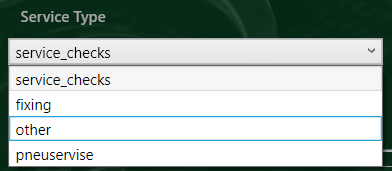 Service Type
service_checks
service_checks
fixing
other
pneuservise